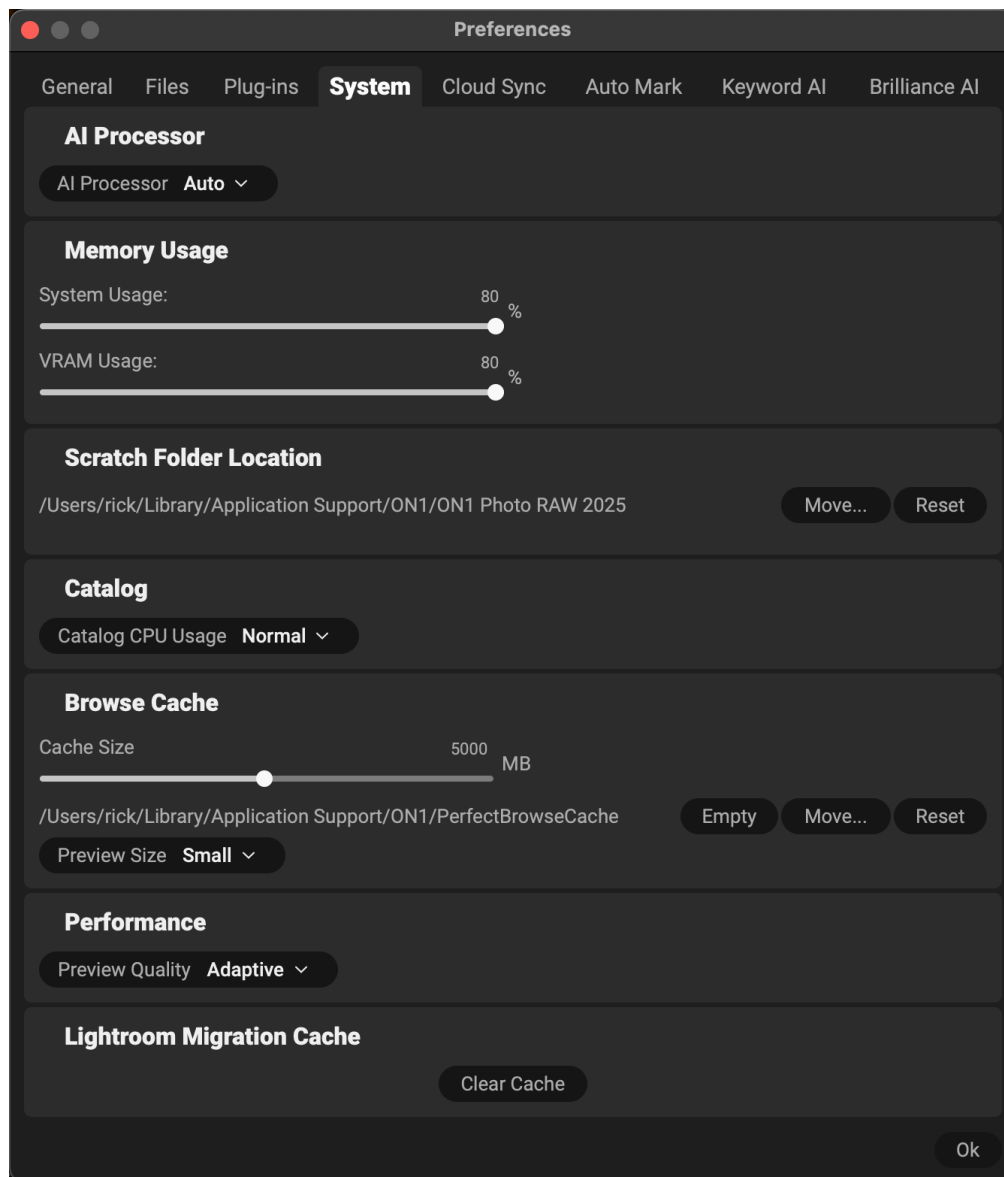 Preferences
General Files Plug-ins System Cloud Sync Auto Mark Keyword AI Brilliance AI
AI Processor
AI Processor Auto
Memory Usage
System Usage: 80 %
VRAM Usage: 80 %
Scratch Folder Location
/Users/rick/Library/Application Support/ON1/ON1 Photo RAW 2025 Move... Reset
Catalog
Catalog CPU Usage Normal
Browse Cache
Cache Size 5000 MB
/Users/rick/Library/Application Support/ON1/PerfectBrowseCache Empty Move... Reset
Preview Size Small
Performance
Preview Quality Adaptive
Lightroom Migration Cache
Clear Cache
Ok